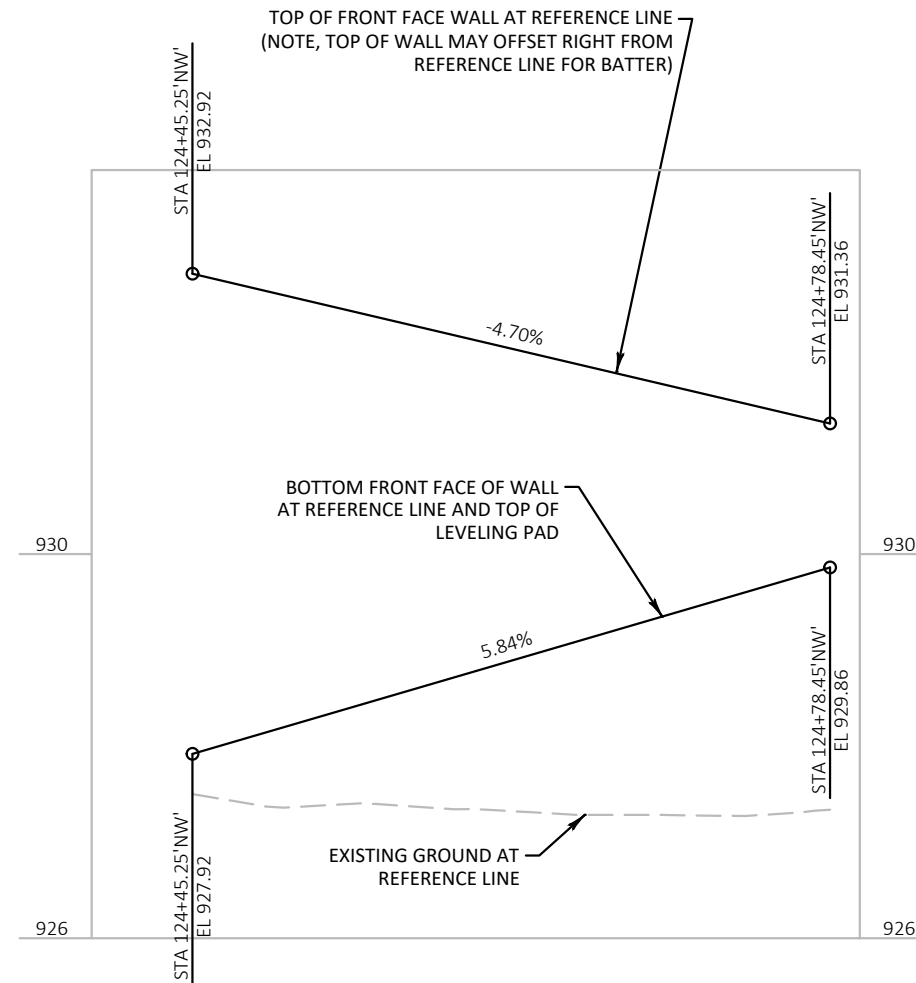 TOP OF FRONT FACE WALL AT REFERENCE LINE
(NOTE, TOP OF WALL MAY OFFSET RIGHT FROM
REFERENCE LINE FOR BATTER)
STA 124+45.25'NW'
EL 932.92
STA 124+78.45'NW'
EL 931.36
-4.70%
BOTTOM FRONT FACE OF WALL
AT REFERENCE LINE AND TOP OF
LEVELING PAD
930
930
5.84%
STA 124+78.45'NW'
EL 929.86
STA 124+45.25'NW'
EL 927.92
EXISTING GROUND AT
REFERENCE LINE
926
926